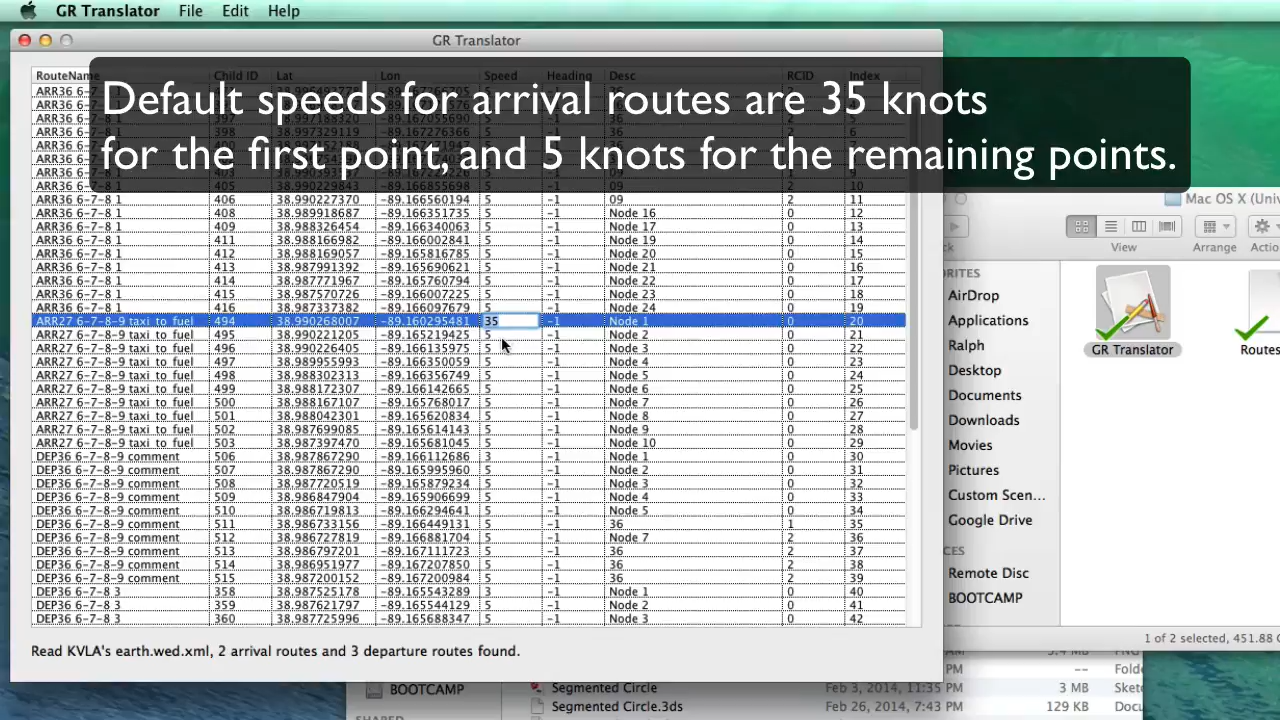 GR Translator File Edit Help
GR Translator
RouteName Child ID Lat Lon Speed Heading Desc RCID Index
Default speeds for arrival routes are 35 knots
for the first point, and 5 knots for the remaining points.
ARR36 6-7-8 1 406 38.990227370 -89.166560194 5 -1 09 2 11
ARR36 6-7-8 1 408 38.989918687 -89.166351735 5 -1 Node 16 0 12
ARR36 6-7-8 1 409 38.988326454 -89.166340063 5 -1 Node 17 0 13
ARR36 6-7-8 1 411 38.988166982 -89.166002841 5 -1 Node 19 0 14
ARR36 6-7-8 1 412 38.988169057 -89.165816785 5 -1 Node 20 0 15
ARR36 6-7-8 1 413 38.987991392 -89.165690621 5 -1 Node 21 0 16
ARR36 6-7-8 1 414 38.987771967 -89.165760794 5 -1 Node 22 0 17
ARR36 6-7-8 1 415 38.987570726 -89.166007225 5 -1 Node 23 0 18
ARR36 6-7-8 1 416 38.987337382 -89.166097679 5 -1 Node 24 0 19
ARR27 6-7-8-9 taxi to fuel 494 38.990268007 -89.160295481 35 -1 Node 1 0 20
ARR27 6-7-8-9 taxi to fuel 495 38.990221205 -89.165219425 5 -1 Node 2 0 21
ARR27 6-7-8-9 taxi to fuel 496 38.990226405 -89.166135975 5 -1 Node 3 0 22
ARR27 6-7-8-9 taxi to fuel 497 38.989955993 -89.166350059 5 -1 Node 4 0 23
ARR27 6-7-8-9 taxi to fuel 498 38.988302313 -89.166356749 5 -1 Node 5 0 24
ARR27 6-7-8-9 taxi to fuel 499 38.988172307 -89.166142665 5 -1 Node 6 0 25
ARR27 6-7-8-9 taxi to fuel 500 38.988167107 -89.165768017 5 -1 Node 7 0 26
ARR27 6-7-8-9 taxi to fuel 501 38.988042301 -89.165620834 5 -1 Node 8 0 27
ARR27 6-7-8-9 taxi to fuel 502 38.987699085 -89.165614143 5 -1 Node 9 0 28
ARR27 6-7-8-9 taxi to fuel 503 38.987397470 -89.165681045 5 -1 Node 10 0 29
DEP36 6-7-8-9 comment 506 38.987867290 -89.166112686 5 -1 Node 1 0 30
DEP36 6-7-8-9 comment 507 38.987867290 -89.165995960 5 -1 Node 2 0 31
DEP36 6-7-8-9 comment 508 38.987720519 -89.165879234 5 -1 Node 3 0 32
DEP36 6-7-8-9 comment 509 38.986847904 -89.165906699 5 -1 Node 4 0 33
DEP36 6-7-8-9 comment 510 38.986719013 -89.166294641 5 -1 Node 5 0 34
DEP36 6-7-8-9 comment 511 38.986733156 -89.166449131 5 -1 36 1 35
DEP36 6-7-8-9 comment 512 38.986727819 -89.166881704 5 -1 Node 7 2 36
DEP36 6-7-8-9 comment 513 38.986797201 -89.167111723 5 -1 36 2 37
DEP36 6-7-8-9 comment 514 38.986951977 -89.167207850 5 -1 36 2 38
DEP36 6-7-8-9 comment 515 38.987200152 -89.167200984 5 -1 36 2 39
DEP36 6-7-8 3 358 38.987525178 -89.165543289 5 -1 Node 1 0 40
DEP36 6-7-8 3 359 38.987621797 -89.165544129 5 -1 Node 2 0 41
DEP36 6-7-8 3 360 38.987725996 -89.165688347 5 -1 Node 3 0 42
Read KVLA's earth.wed.xml, 2 arrival routes and 3 departure routes found.
Mac OS X (Uni
View Arrange Actio
ORITES
AirDrop
Applications
Ralph
Desktop
Documents
Downloads
Movies
Pictures
Custom Scen...
Google Drive
CES
Remote Disc
BOOTCAMP
GR Translator Routes
1 of 2 selected, 451.88 G
PM -- Folde
BOOTCAMP Segmented Circle Feb 3, 2014, 11:35 PM 3 MB Sketc
Segmented Circle.3ds Feb 26, 2014, 7:43 PM 129 KB Docu